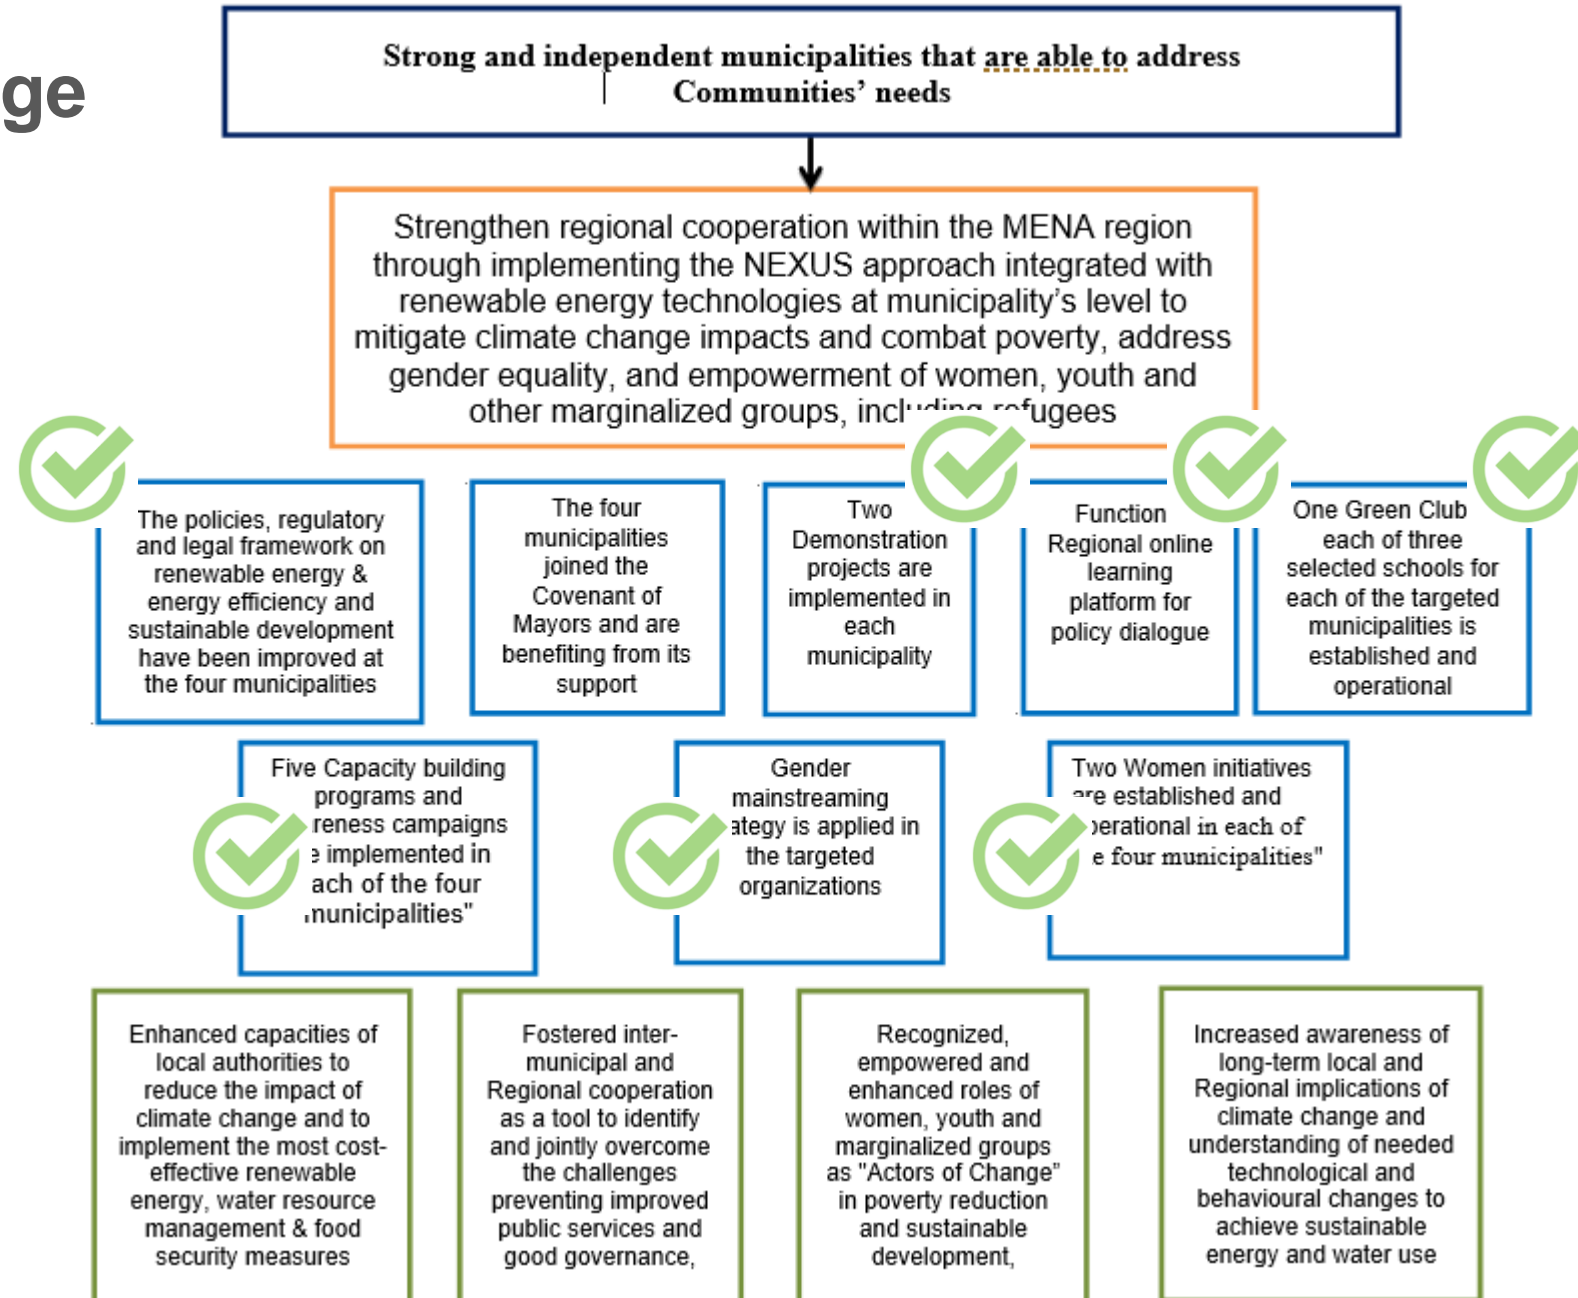 ge
Strong and independent municipalities that are able to address
Communities’ needs
Strengthen regional cooperation within the MENA region
through implementing the NEXUS approach integrated with
renewable energy technologies at municipality’s level to
mitigate climate change impacts and combat poverty, address
gender equality, and empowerment of women, youth and
other marginalized groups, including refugees
The policies, regulatory
and legal framework on
renewable energy &
energy efficiency and
sustainable development
have been improved at
the four municipalities
The four
municipalities
joined the
Covenant of
Mayors and are
benefiting from its
support
Two
Demonstration
projects are
implemented in
each
municipality
Function
Regional online
learning
platform for
policy dialogue
One Green Club
each of three
selected schools for
each of the targeted
municipalities is
established and
operational
Five Capacity building
programs and
reness campaigns
e implemented in
ach of the four
municipalities"
Gender
mainstreaming
ategy is applied in
the targeted
organizations
Two Women initiatives
are established and
perational in each of
e four municipalities"
Enhanced capacities of
local authorities to
reduce the impact of
climate change and to
implement the most cost-
effective renewable
energy, water resource
management & food
security measures
Fostered inter-
municipal and
Regional cooperation
as a tool to identify
and jointly overcome
the challenges
preventing improved
public services and
good governance,
Recognized,
empowered and
enhanced roles of
women, youth and
marginalized groups
as "Actors of Change”
in poverty reduction
and sustainable
development,
Increased awareness of
long-term local and
Regional implications of
climate change and
understanding of needed
technological and
behavioural changes to
achieve sustainable
energy and water use